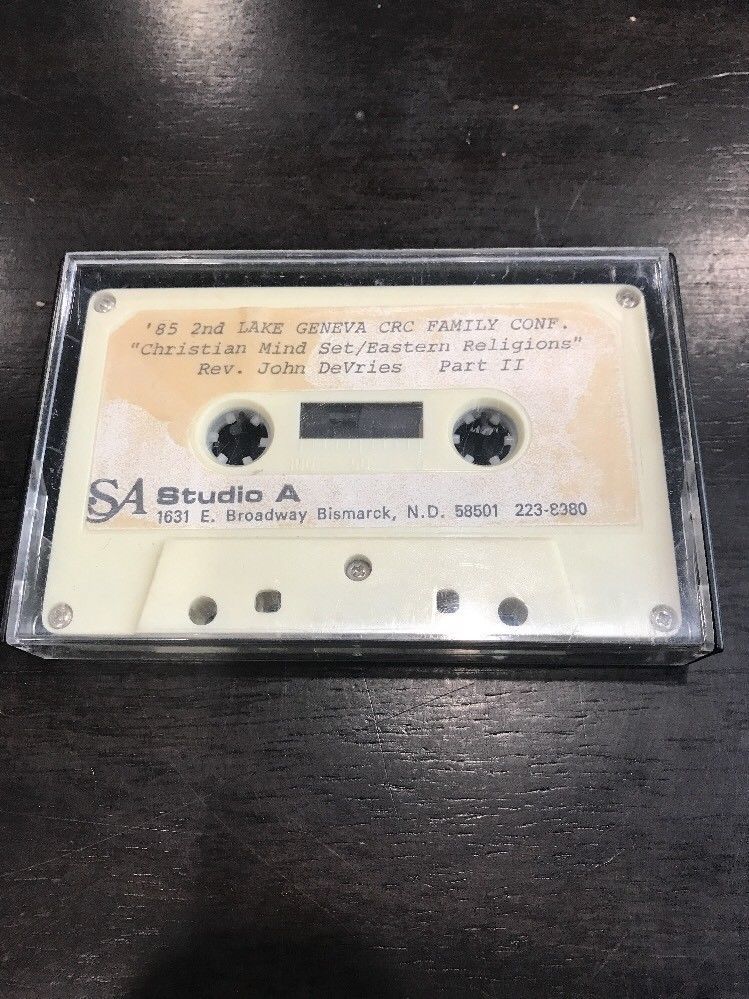 '85 2nd LAKE GENEVA CRC FAMILY CONF.
"Christian Mind Set/Eastern Religions"
Rev. John DeVries Part II
SA Studio A
1631 E. Broadway Bismarck, N.D. 58501 223-8380